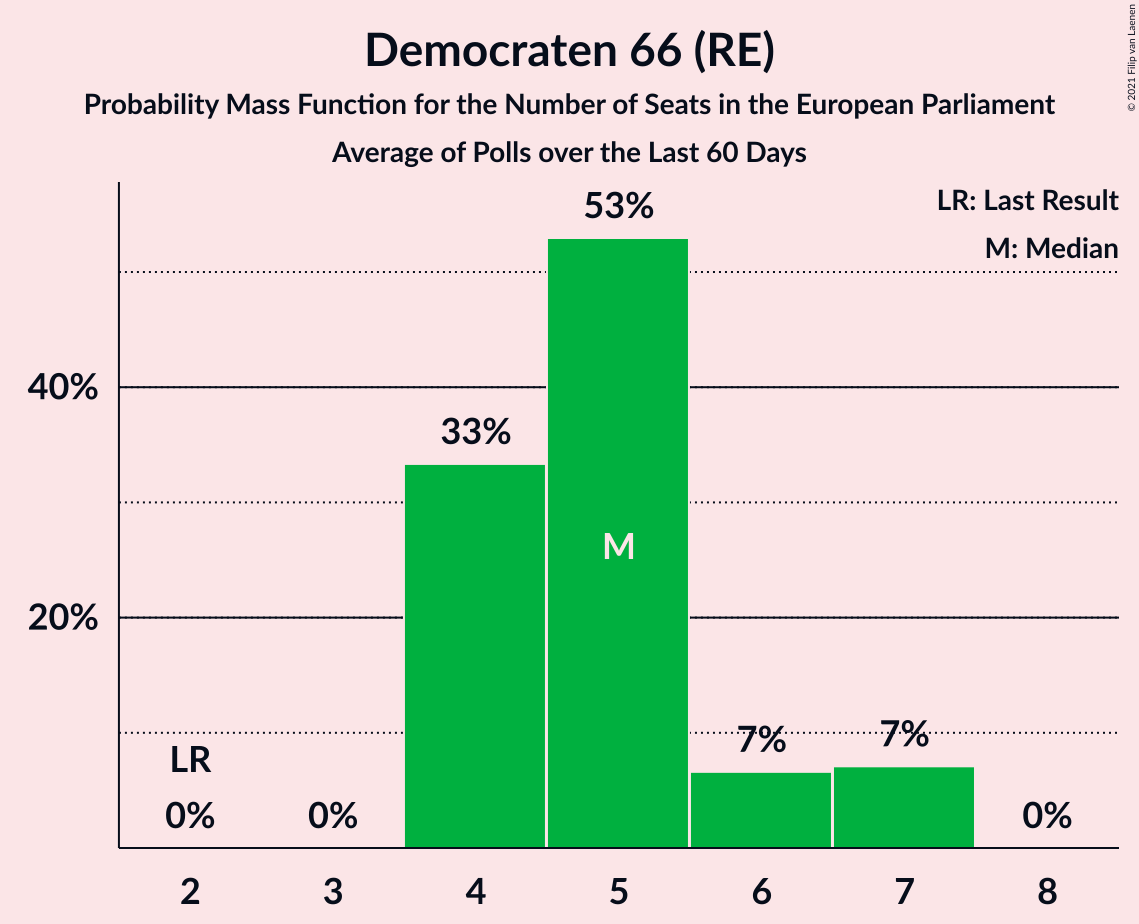 Democraten 66 (RE)
Probability Mass Function for the Number of Seats in the European Parliament
Average of Polls over the Last 60 Days
© 2021 Filip van Laenen
LR: Last Result
M: Median
53%
40%
33%
M
20%
7%
7%
LR
0%
0%
0%
2
3
4
5
6
7
8